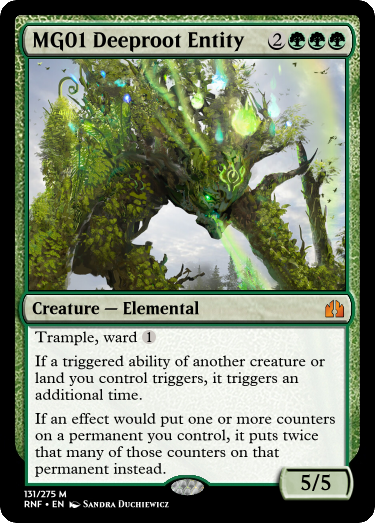 MG01 Deeproot Entity 2
Creature — Elemental
Trample, ward 1
If a triggered ability of another creature or
land you control triggers, it triggers an
additional time.
If an effect would put one or more counters
on a permanent you control, it puts twice
that many of those counters on that
permanent instead.
5/5
131/275 M
RNF • EN Sandra Duchiewicz